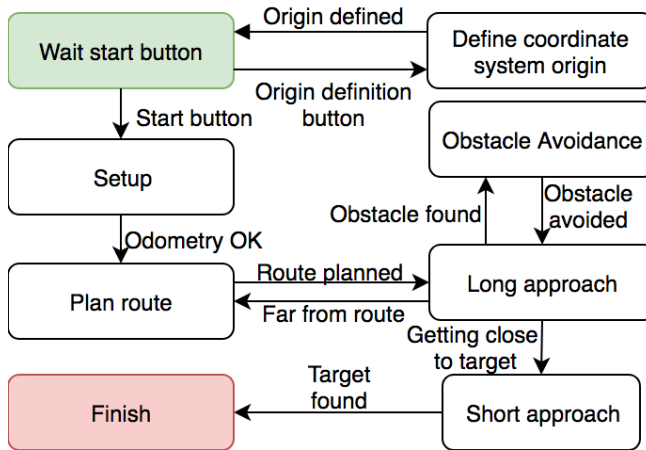 Origin defined
Wait start button
Define coordinate
system origin
Origin definition
button
Start button
Obstacle Avoidance
Setup
Obstacle found
Obstacle
avoided
Odometry OK
Plan route
Route planned
Far from route
Long approach
Getting close
to target
Target
found
Finish
Short approach